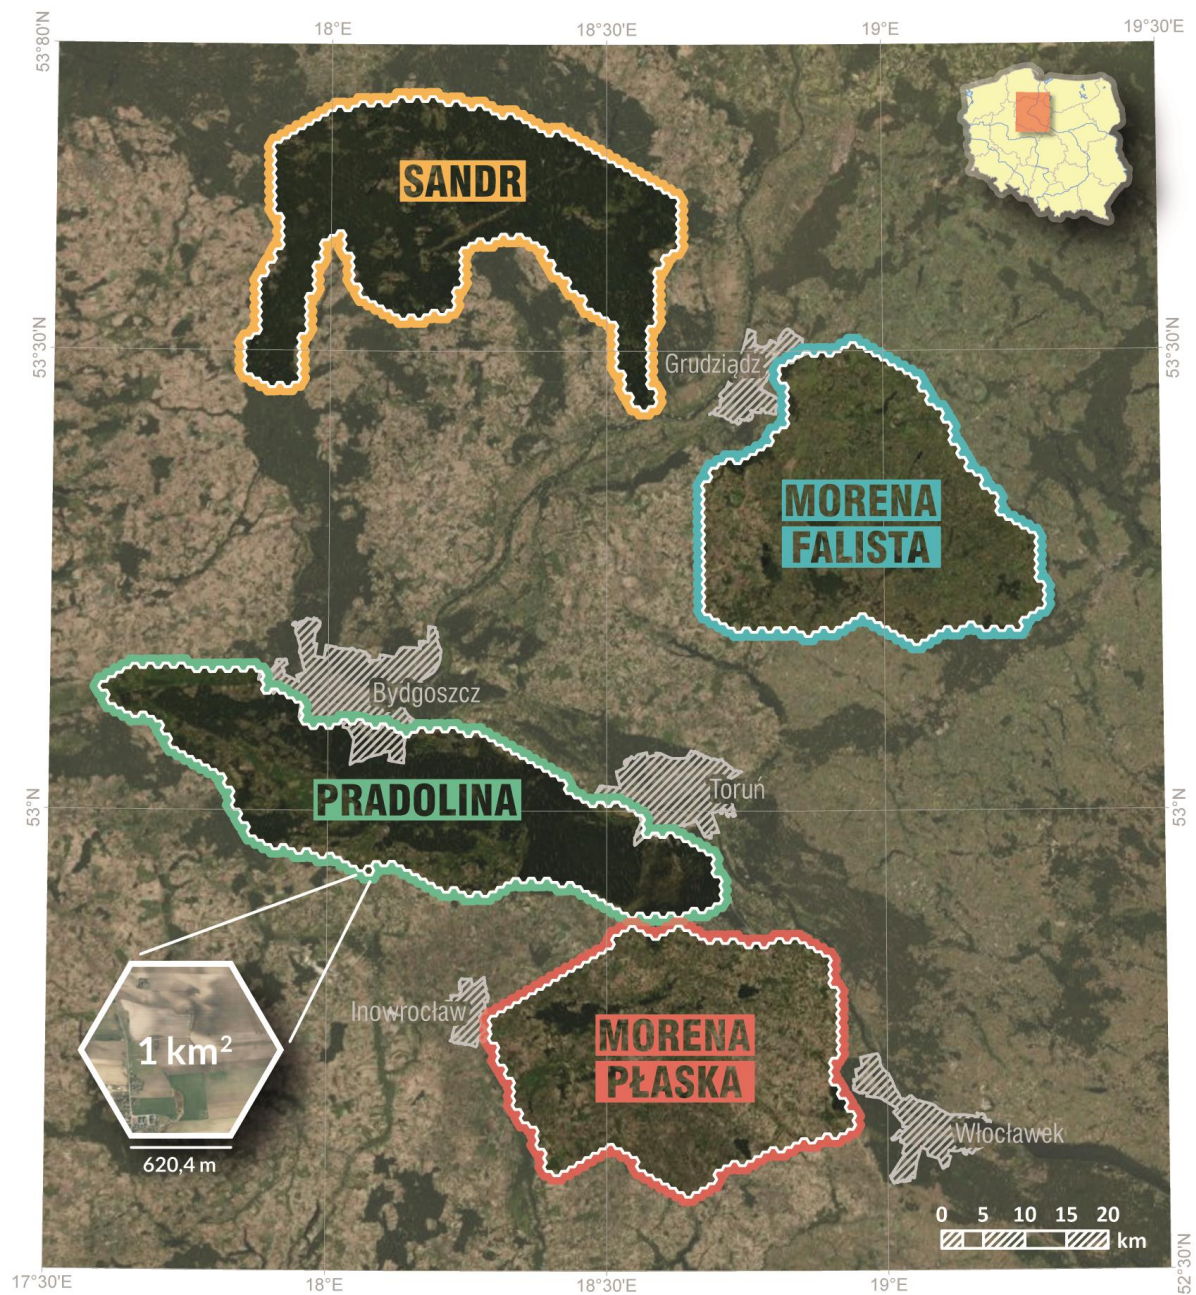 18°E
18°30'E
19°E
19°30'E
53°80'N
SANDR
53°30'N
53°30'N
Grudziądz
MORENA
FALISTA
Bydgoszcz
PRADOLINA
Toruń
53°N
53°N
Inowrocław
1 km²
MORENA
PŁASKA
620,4 m
Włocławek
0 5 10 15 20
km
52°30'N
17°30'E
18°E
18°30'E
19°E